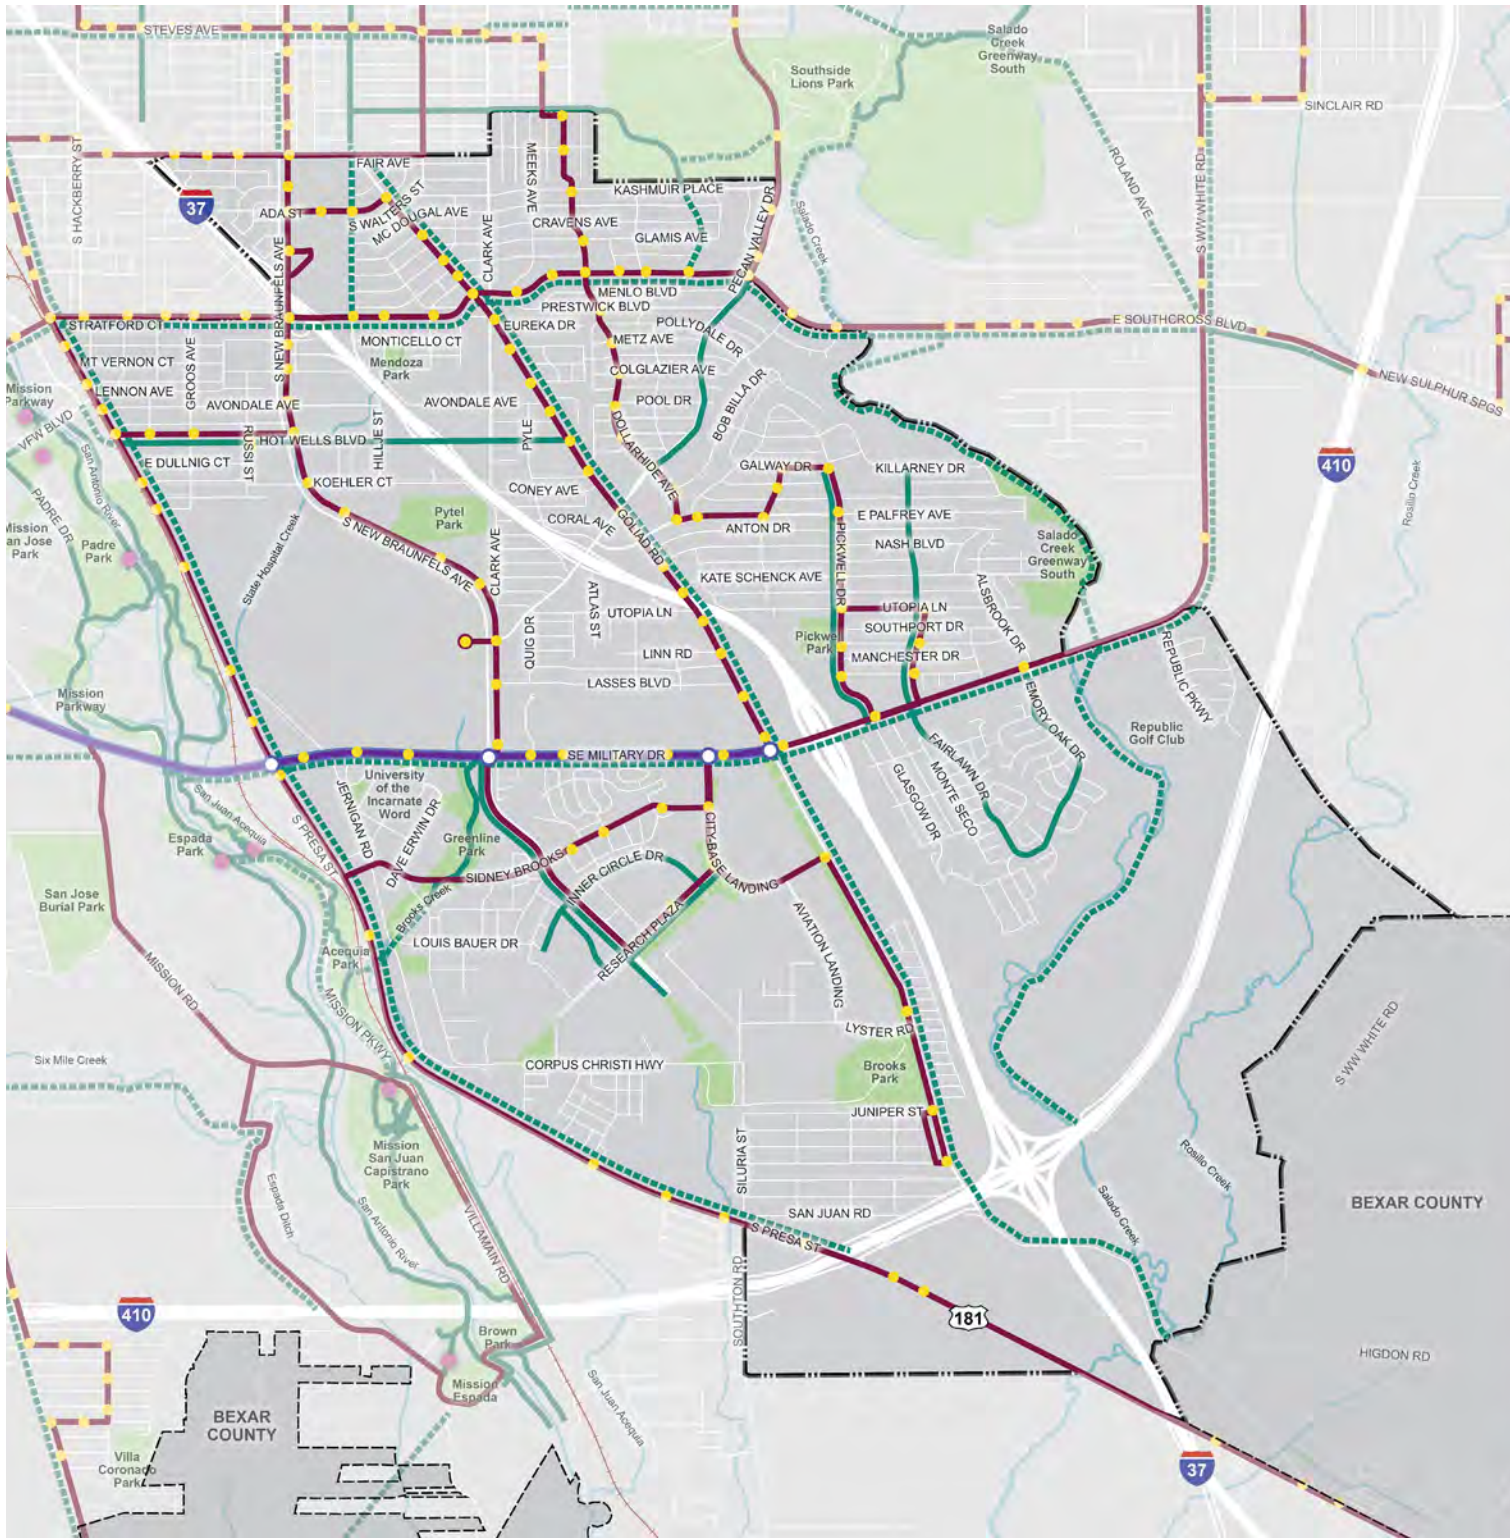 STEVES AVE
Salado
Creek
Greenway
South
Southside
Lions Park
SINCLAIR RD
S HACKBERRY ST
FAIR AVE
MEEKS AVE
ROLAND AVE
S WW WHITE RD
KASHMUIR PLACE
37
ADA ST
S WALTERS ST
MC DOUGAL AVE
CLARK AVE
CRAVENS AVE
GLAMIS AVE
PECAN VALLEY DR
Salado Creek
S NEW BRAUNFELS AVE
MENLO BLVD
PRESTWICK BLVD
STRATFORD CT
EUREKA DR
POLLYDALE DR
E SOUTHCROSS BLVD
MONTICELLO CT
METZ AVE
MT VERNON CT
GROOS AVE
Mendoza
Park
COLGLAZIER AVE
NEW SULPHUR SPGS
Mission
Parkway
LENNON AVE
AVONDALE AVE
AVONDALE AVE
POOL DR
BOB BILLA DR
VFW BLVD
HOT WELLS BLVD
HILLJE ST
PYLE
DOLLARHIDE AVE
RUSSI ST
E DULLNIG CT
San Antonio River
GALWAY DR
KILLARNEY DR
410
KOEHLER CT
CONEY AVE
PADRE DR
Pytel
Park
CORAL AVE
GOLIAD RD
ANTON DR
E PALFREY AVE
Rosillo Creek
Mission
San Jose
Park
Padre
Park
S NEW BRAUNFELS AVE
NASH BLVD
Salado
Creek
Greenway
South
State Hospital Creek
CLARK AVE
ATLAS ST
KATE SCHENCK AVE
PICKWELL DR
ALSBROOK DR
UTOPIA LN
UTOPIA LN
SOUTHPORT DR
QUIG DR
LINN RD
Pickwell
Park
MANCHESTER DR
REPUBLIC PKWY
LASSES BLVD
Mission
Parkway
EMORY OAK DR
Republic
Golf Club
SE MILITARY DR
FAIRLAWN DR
University
of the
Incarnate
Word
JERNIGAN RD
DAVE ERWIN DR
MONTE SECO
GLASGOW DR
San Juan Acequia
S PRESA ST
Espada
Park
Greenline
Park
CITY-BASE LANDING
SIDNEY BROOKS
INNER CIRCLE DR
San Jose
Burial Park
Brooks Creek
AVIATION LANDING
LOUIS BAUER DR
RESEARCH PLAZA
Acequia
Park
MISSION RD
MISSION PKWY
LYSTER RD
S WW WHITE RD
Six Mile Creek
CORPUS CHRISTI HWY
Brooks
Park
JUNIPER ST
Mission
San Juan
Capistrano
Park
SILURIA ST
Rosillo Creek
Espada Ditch
San Antonio River
VILLAMAIN RD
SAN JUAN RD
Salado Creek
BEXAR COUNTY
S PRESA ST
SOUTHTON RD
410
181
Brown
Park
HIGDON RD
Mission
Espada
San Juan Acequia
BEXAR
COUNTY
Villa
Coronado
Park
37